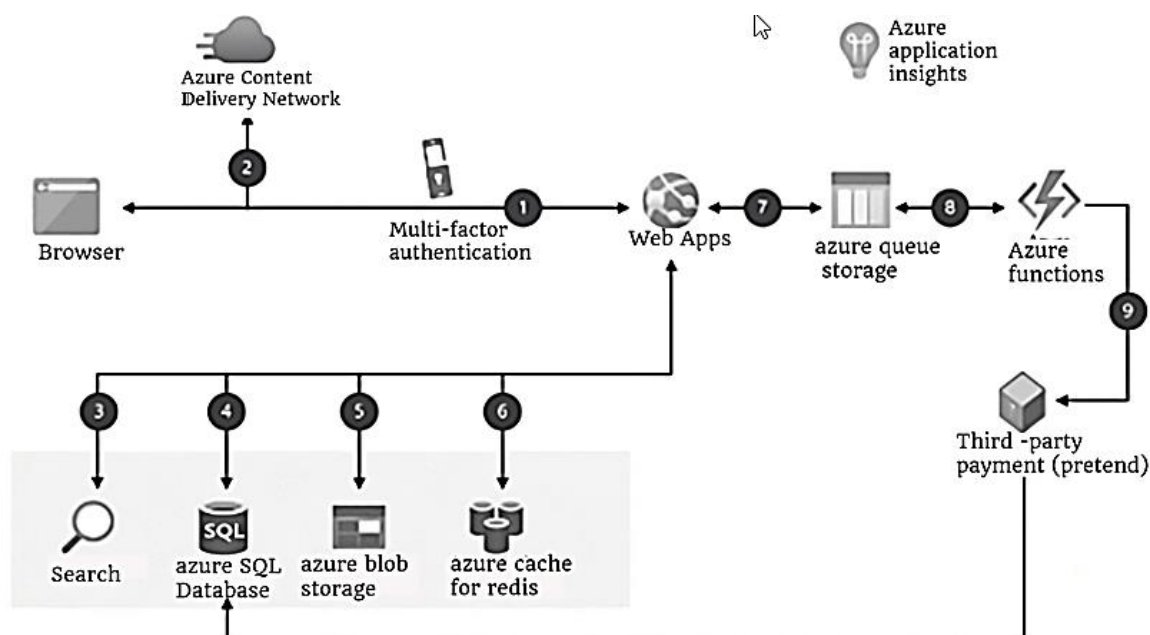 Azure Content
Delivery Network
Azure
application
insights
2
1
7
8
Browser
Multi-factor
authentication
Web Apps
azure queue
storage
Azure
functions
9
3
4
5
6
Third -party
payment (pretend)
Search
SQL
azure SQL
Database
azure blob
storage
azure cache
for redis